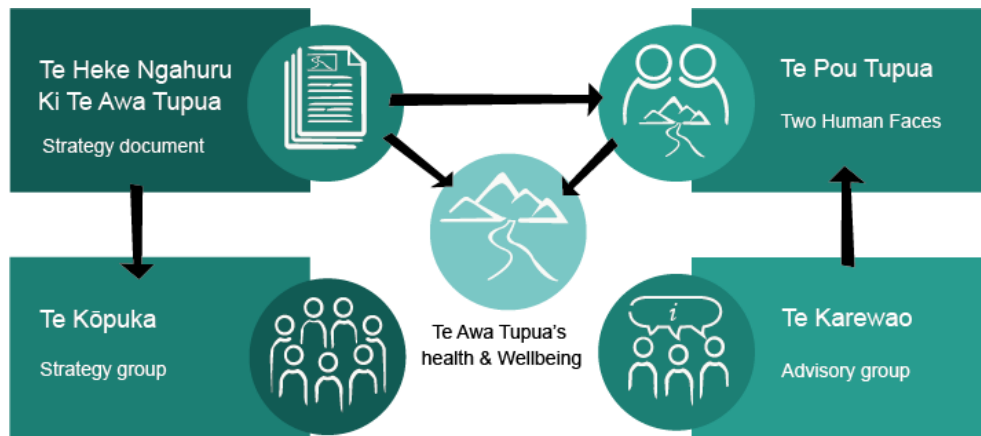 Te Heke Ngahuru
Ki Te Awa Tupua
Strategy document
Te Pou Tupua
Two Human Faces
Te Kōpuka
Strategy group
Te Awa Tupua's
health & Wellbeing
i
Te Karewao
Advisory group